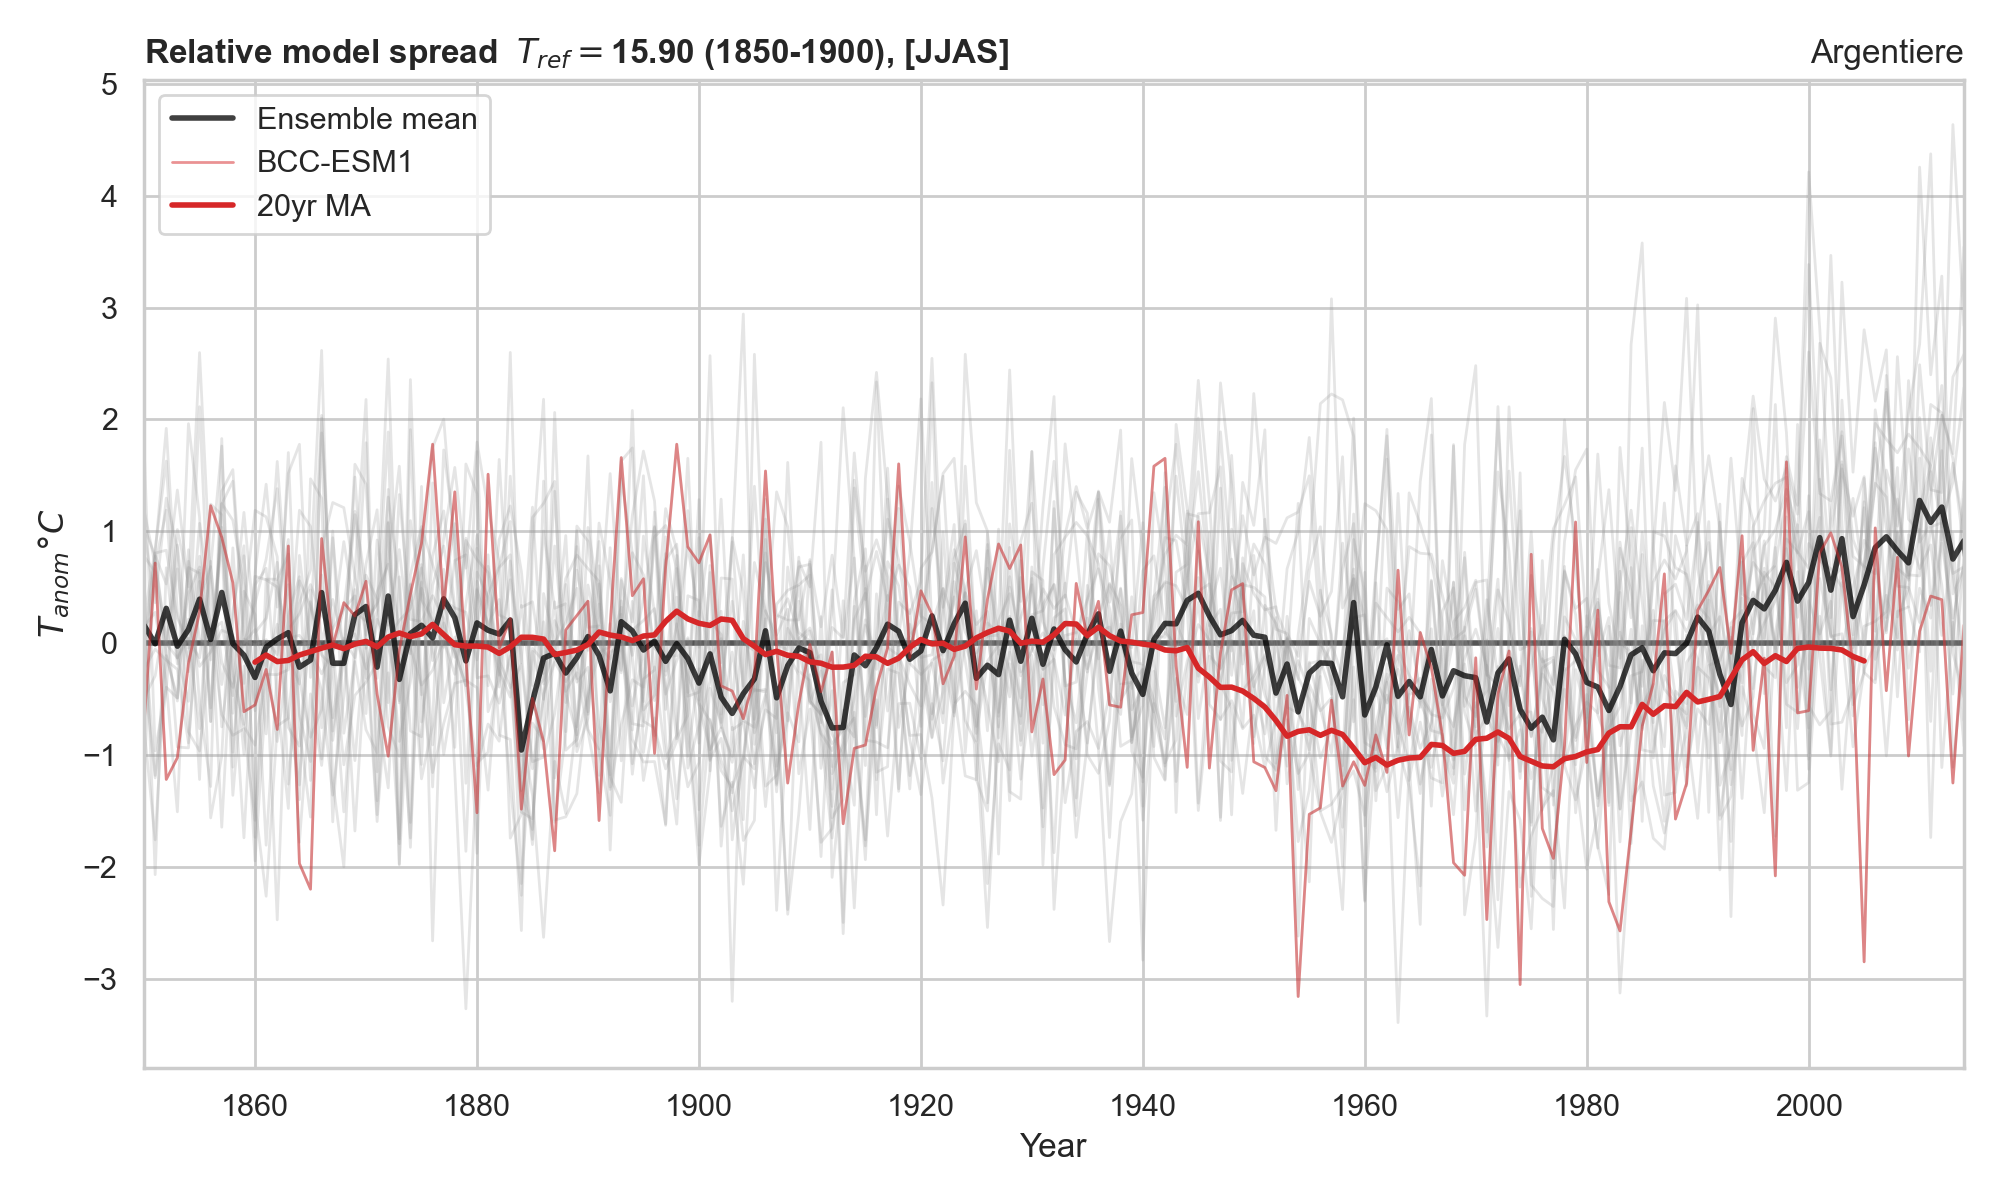 Relative model spread T_ref = 15.90 (1850-1900), [JJAS]
Argentiere
Ensemble mean
BCC-ESM1
20yr MA
T_anom°C
5
4
3
2
1
0
−1
−2
−3
1860 1880 1900 1920 1940 1960 1980 2000
Year